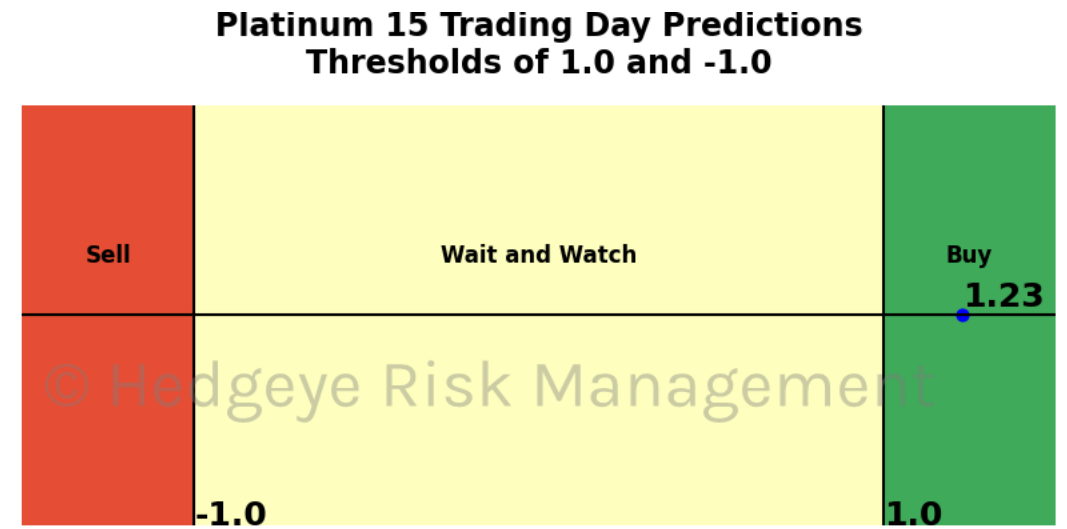 Platinum 15 Trading Day Predictions
Thresholds of 1.0 and -1.0
Sell
Wait and Watch
Buy
1.23
© Hedgeye Risk Management
-1.0
1.0